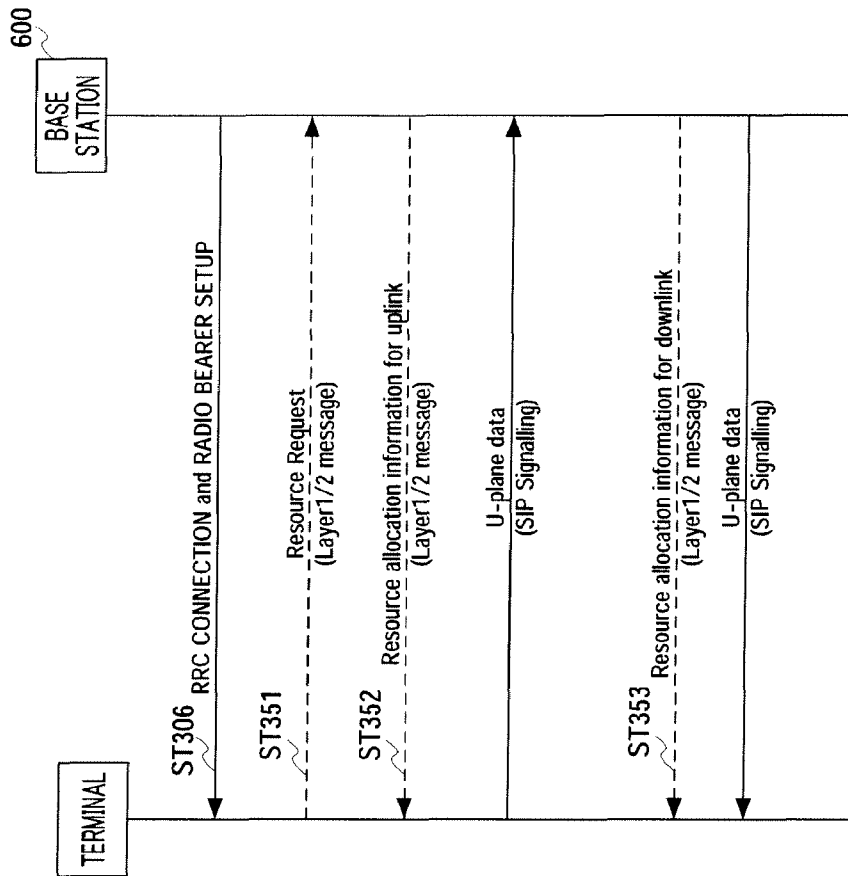 600
TERMINAL
BASE
STATION
ST306
RRC CONNECTION and RADIO BEARER SETUP
ST351
Resource Request
(Layer1/2 message)
ST352
Resource allocation information for uplink
(Layer1/2 message)
U-plane data
(SIP Signalling)
ST353
Resource allocation information for downlink
(Layer1/2 message)
U-plane data
(SIP Signalling)